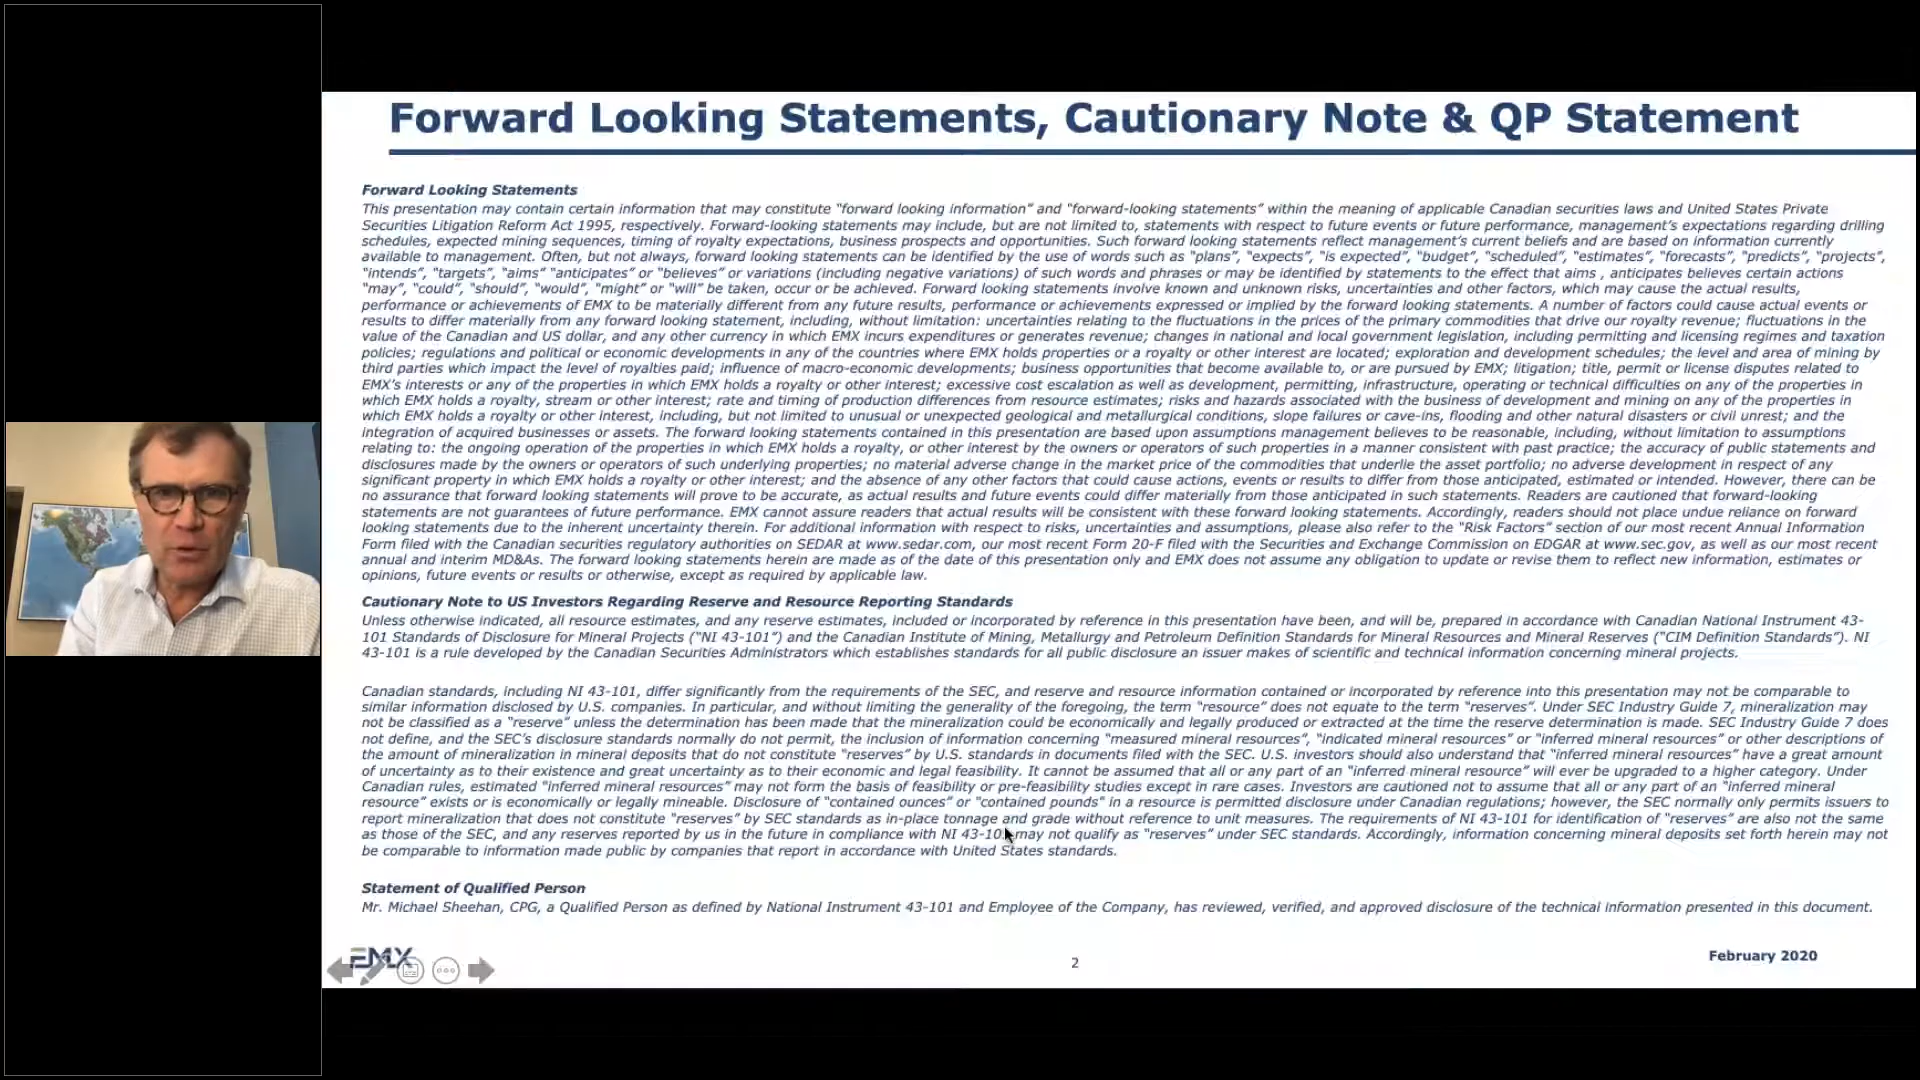 Forward Looking Statements, Cautionary Note & QP Statement
Forward Looking Statements
This presentation may contain certain information that may constitute “forward looking information” and “forward-looking statements” within the meaning of applicable Canadian securities laws and United States Private
Securities Litigation Reform Act 1995, respectively. Forward-looking statements may include, but are not limited to, statements with respect to future events or future performance, management’s expectations regarding drilling
schedules, expected mining sequences, timing of royalty expectations, business prospects and opportunities. Such forward looking statements reflect management’s current beliefs and are based on information currently
available to management. Often, but not always, forward looking statements can be identified by the use of words such as “plans”, “expects”, “is expected”, “budget”, “scheduled”, “estimates”, “forecasts”, “predicts”, “projects”,
“intends”, “targets”, “aims” “anticipates” or “believes” or variations (including negative variations) of such words and phrases or may be identified by statements to the effect that aims , anticipates believes certain actions
“may”, “could”, “should”, “would”, “might” or “will” be taken, occur or be achieved. Forward looking statements involve known and unknown risks, uncertainties and other factors, which may cause the actual results,
performance or achievements of EMX to be materially different from any future results, performance or achievements expressed or implied by the forward looking statements. A number of factors could cause actual events or
results to differ materially from any forward looking statement, including, without limitation: uncertainties relating to the fluctuations in the prices of the primary commodities that drive our royalty revenue; fluctuations in the
value of the Canadian and US dollar, and any other currency in which EMX incurs expenditures or generates revenue; changes in national and local government legislation, including permitting and licensing regimes and taxation
policies; regulations and political or economic developments in any of the countries where EMX holds properties or a royalty or other interest are located; exploration and development schedules; the level and area of mining by
third parties which impact the level of royalties paid; influence of macro-economic developments; business opportunities that become available to, or are pursued by EMX; litigation; title, permit or license disputes related to
EMX’s interests or any of the properties in which EMX holds a royalty or other interest; excessive cost escalation as well as development, permitting, infrastructure, operating or technical difficulties on any of the properties in
which EMX holds a royalty, stream or other interest; rate and timing of production differences from resource estimates; risks and hazards associated with the business of development and mining on any of the properties in
which EMX holds a royalty or other interest, including, but not limited to unusual or unexpected geological and metallurgical conditions, slope failures or cave-ins, flooding and other natural disasters or civil unrest; and the
integration of acquired businesses or assets. The forward looking statements contained in this presentation are based upon assumptions management believes to be reasonable, including, without limitation to assumptions
relating to: the ongoing operation of the properties in which EMX holds a royalty, or other interest by the owners or operators of such properties in a manner consistent with past practice; the accuracy of public statements and
disclosures made by the owners or operators of such underlying properties; no material adverse change in the market price of the commodities that underlie the asset portfolio; no adverse development in respect of any
significant property in which EMX holds a royalty or other interest; and the absence of any other factors that could cause actions, events or results to differ from those anticipated, estimated or intended. However, there can be
no assurance that forward looking statements will prove to be accurate, as actual results and future events could differ materially from those anticipated in such statements. Readers are cautioned that forward-looking
statements are not guarantees of future performance. EMX cannot assure readers that actual results will be consistent with these forward looking statements. Accordingly, readers should not place undue reliance on forward
looking statements due to the inherent uncertainty therein. For additional information with respect to risks, uncertainties and assumptions, please also refer to the “Risk Factors” section of our most recent Annual Information
Form filed with the Canadian securities regulatory authorities on SEDAR at www.sedar.com, our most recent Form 20-F filed with the Securities and Exchange Commission on EDGAR at www.sec.gov, as well as our most recent
annual and interim MD&As. The forward looking statements herein are made as of the date of this presentation only and EMX does not assume any obligation to update or revise them to reflect new information, estimates or
opinions, future events or results or otherwise, except as required by applicable law.
Cautionary Note to US Investors Regarding Reserve and Resource Reporting Standards
Unless otherwise indicated, all resource estimates, and any reserve estimates, included or incorporated by reference in this presentation have been, and will be, prepared in accordance with Canadian National Instrument 43-
101 Standards of Disclosure for Mineral Projects (“NI 43-101”) and the Canadian Institute of Mining, Metallurgy and Petroleum Definition Standards for Mineral Resources and Mineral Reserves (“CIM Definition Standards”). NI
43-101 is a rule developed by the Canadian Securities Administrators which establishes standards for all public disclosure an issuer makes of scientific and technical information concerning mineral projects.
Canadian standards, including NI 43-101, differ significantly from the requirements of the SEC, and reserve and resource information contained or incorporated by reference into this presentation may not be comparable to
similar information disclosed by U.S. companies. In particular, and without limiting the generality of the foregoing, the term “resource” does not equate to the term “reserves”. Under SEC Industry Guide 7, mineralization may
not be classified as a “reserve” unless the determination has been made that the mineralization could be economically and legally produced or extracted at the time the reserve determination is made. SEC Industry Guide 7 does
not define, and the SEC’s disclosure standards normally do not permit, the inclusion of information concerning “measured mineral resources”, “indicated mineral resources” or “inferred mineral resources” or other descriptions of
the amount of mineralization in mineral deposits that do not constitute “reserves” by U.S. standards in documents filed with the SEC. U.S. investors should also understand that “inferred mineral resources” have a great amount
of uncertainty as to their existence and great uncertainty as to their economic and legal feasibility. It cannot be assumed that all or any part of an “inferred mineral resource” will ever be upgraded to a higher category. Under
Canadian rules, estimated “inferred mineral resources” may not form the basis of feasibility or pre-feasibility studies except in rare cases. Investors are cautioned not to assume that all or any part of an “inferred mineral
resource” exists or is economically or legally mineable. Disclosure of “contained ounces” or “contained pounds” in a resource is permitted disclosure under Canadian regulations; however, the SEC normally only permits issuers to
report mineralization that does not constitute “reserves” by SEC standards as in-place tonnage and grade without reference to unit measures. The requirements of NI 43-101 for identification of “reserves” are also not the same
as those of the SEC, and any reserves reported by us in the future in compliance with NI 43-101 may not qualify as “reserves” under SEC standards. Accordingly, information concerning mineral deposits set forth herein may not
be comparable to information made public by companies that report in accordance with United States standards.
Statement of Qualified Person
Mr. Michael Sheehan, CPG, a Qualified Person as defined by National Instrument 43-101 and Employee of the Company, has reviewed, verified, and approved disclosure of the technical information presented in this document.
EMX
2
February 2020